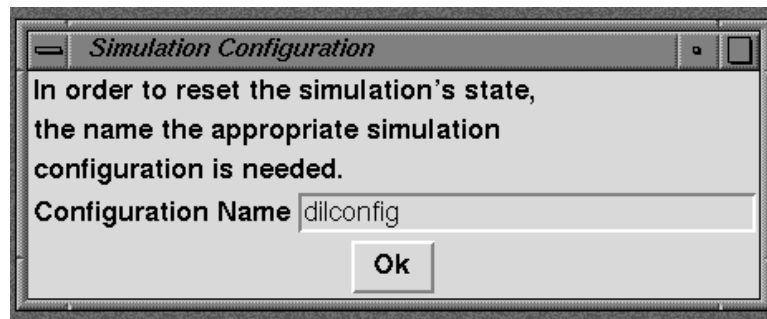 Simulation Configuration
In order to reset the simulation's state,
the name the appropriate simulation
configuration is needed.
Configuration Name dilconfig
Ok